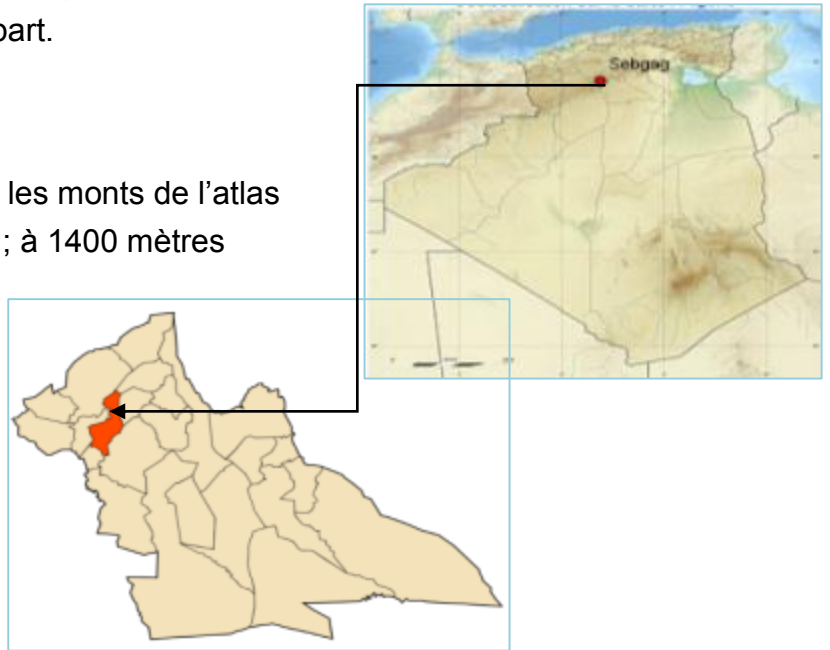 part.
Sebgag
les monts de l’atlas
; à 1400 mètres